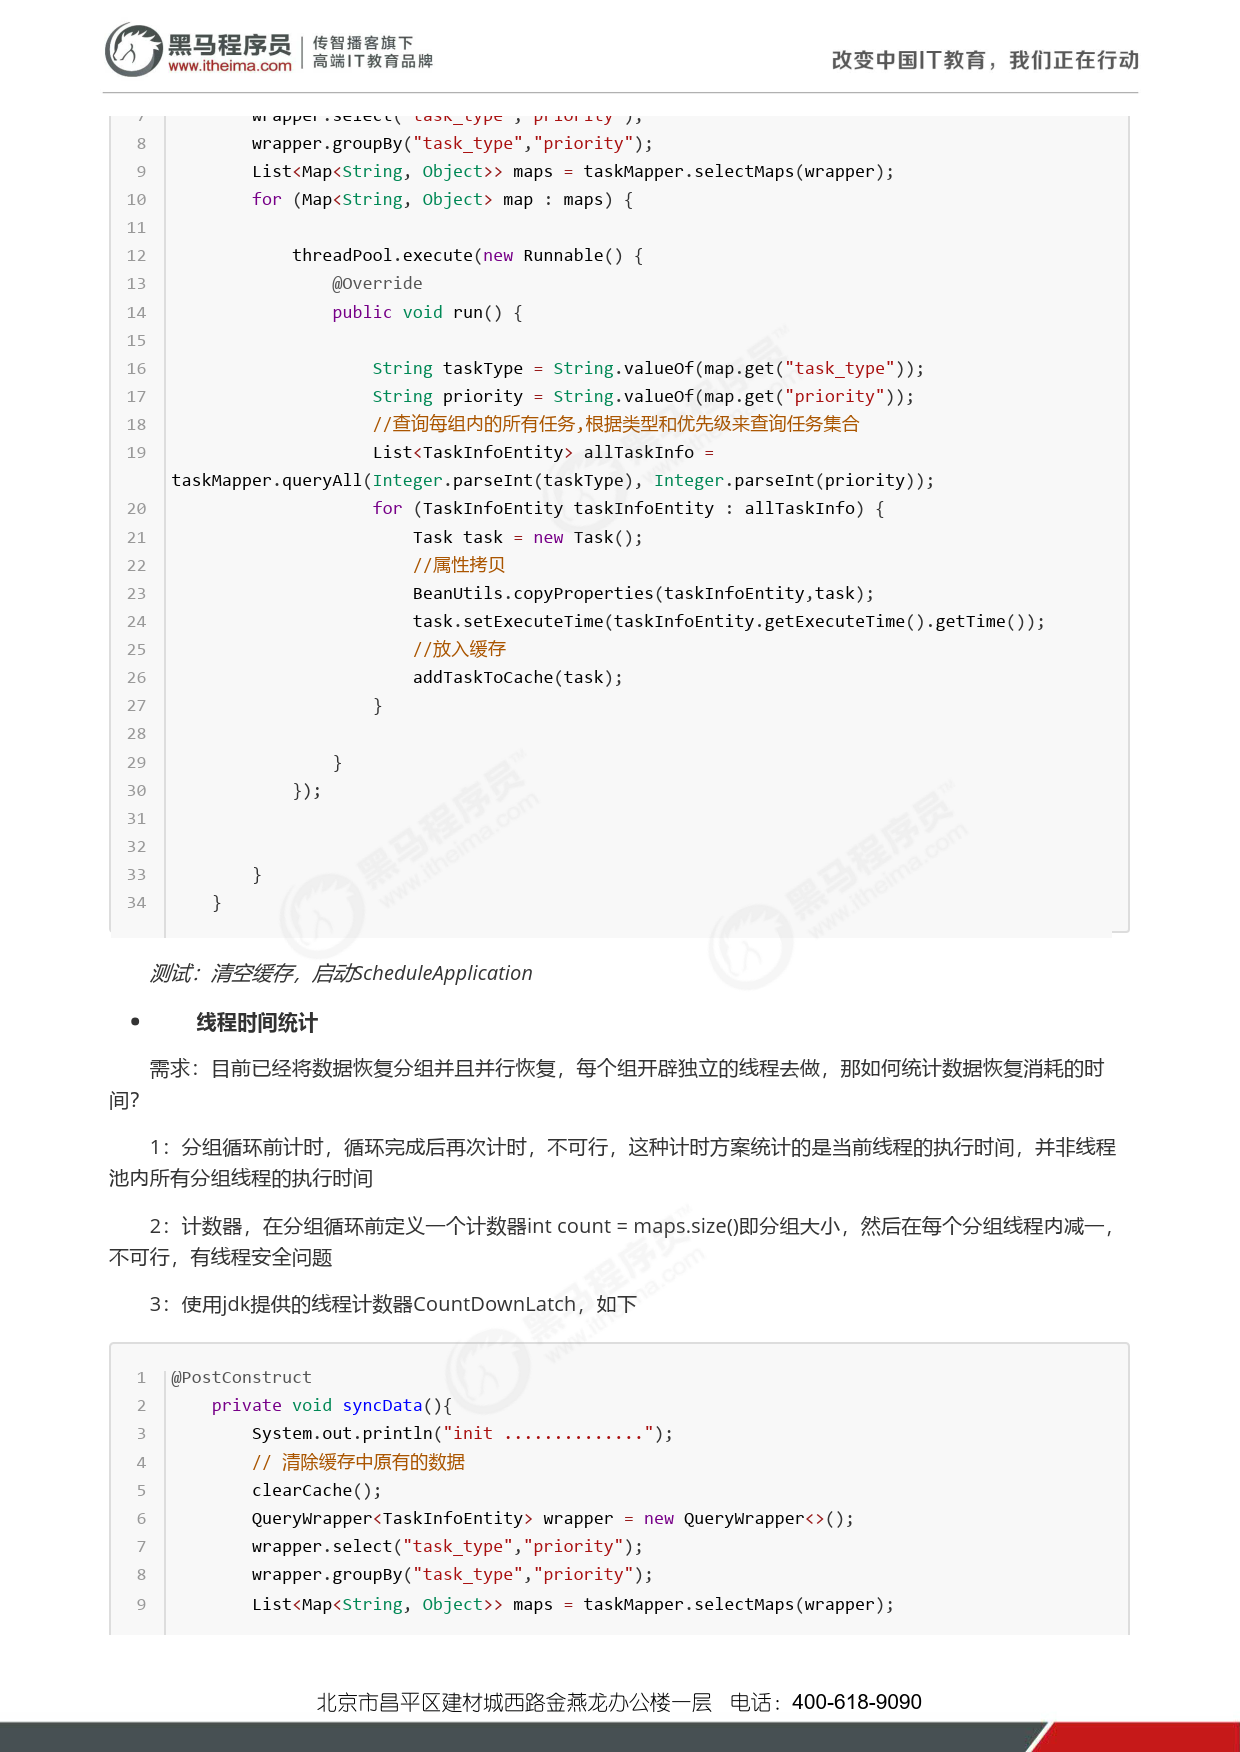 黑马程序员
www.itheima.com
传智播客旗下
高端IT教育品牌
改变中国IT教育，我们正在行动
7 wrapper.select("task_type","priority");
8 wrapper.groupBy("task_type","priority");
9 List<Map<String, Object>> maps = taskMapper.selectMaps(wrapper);
10 for (Map<String, Object> map : maps) {
11
12 threadPool.execute(new Runnable() {
13 @Override
14 public void run() {
15
16 String taskType = String.valueOf(map.get("task_type"));
17 String priority = String.valueOf(map.get("priority"));
18 //查询每组内的所有任务,根据类型和优先级来查询任务集合
19 List<TaskInfoEntity> allTaskInfo =
taskMapper.queryAll(Integer.parseInt(taskType), Integer.parseInt(priority));
20 for (TaskInfoEntity taskInfoEntity : allTaskInfo) {
21 Task task = new Task();
22 //属性拷贝
23 BeanUtils.copyProperties(taskInfoEntity,task);
24 task.setExecuteTime(taskInfoEntity.getExecuteTime().getTime());
25 //放入缓存
26 addTaskToCache(task);
27 }
28
29 }
30 });
31
32
33 }
34 }
测试：清空缓存，启动ScheduleApplication
• 线程时间统计
需求：目前已经将数据恢复分组并且并行恢复，每个组开辟独立的线程去做，那如何统计数据恢复消耗的时
间？
1：分组循环前计时，循环完成后再次计时，不可行，这种计时方案统计的是当前线程的执行时间，并非线程
池内所有分组线程的执行时间
2：计数器，在分组循环前定义一个计数器int count = maps.size()即分组大小，然后在每个分组线程内减一，
不可行，有线程安全问题
3：使用jdk提供的线程计数器CountDownLatch，如下
1 @PostConstruct
2 private void syncData(){
3 System.out.println("init ..............");
4 // 清除缓存中原有的数据
5 clearCache();
6 QueryWrapper<TaskInfoEntity> wrapper = new QueryWrapper<>();
7 wrapper.select("task_type","priority");
8 wrapper.groupBy("task_type","priority");
9 List<Map<String, Object>> maps = taskMapper.selectMaps(wrapper);
北京市昌平区建材城西路金燕龙办公楼一层 电话：400-618-9090